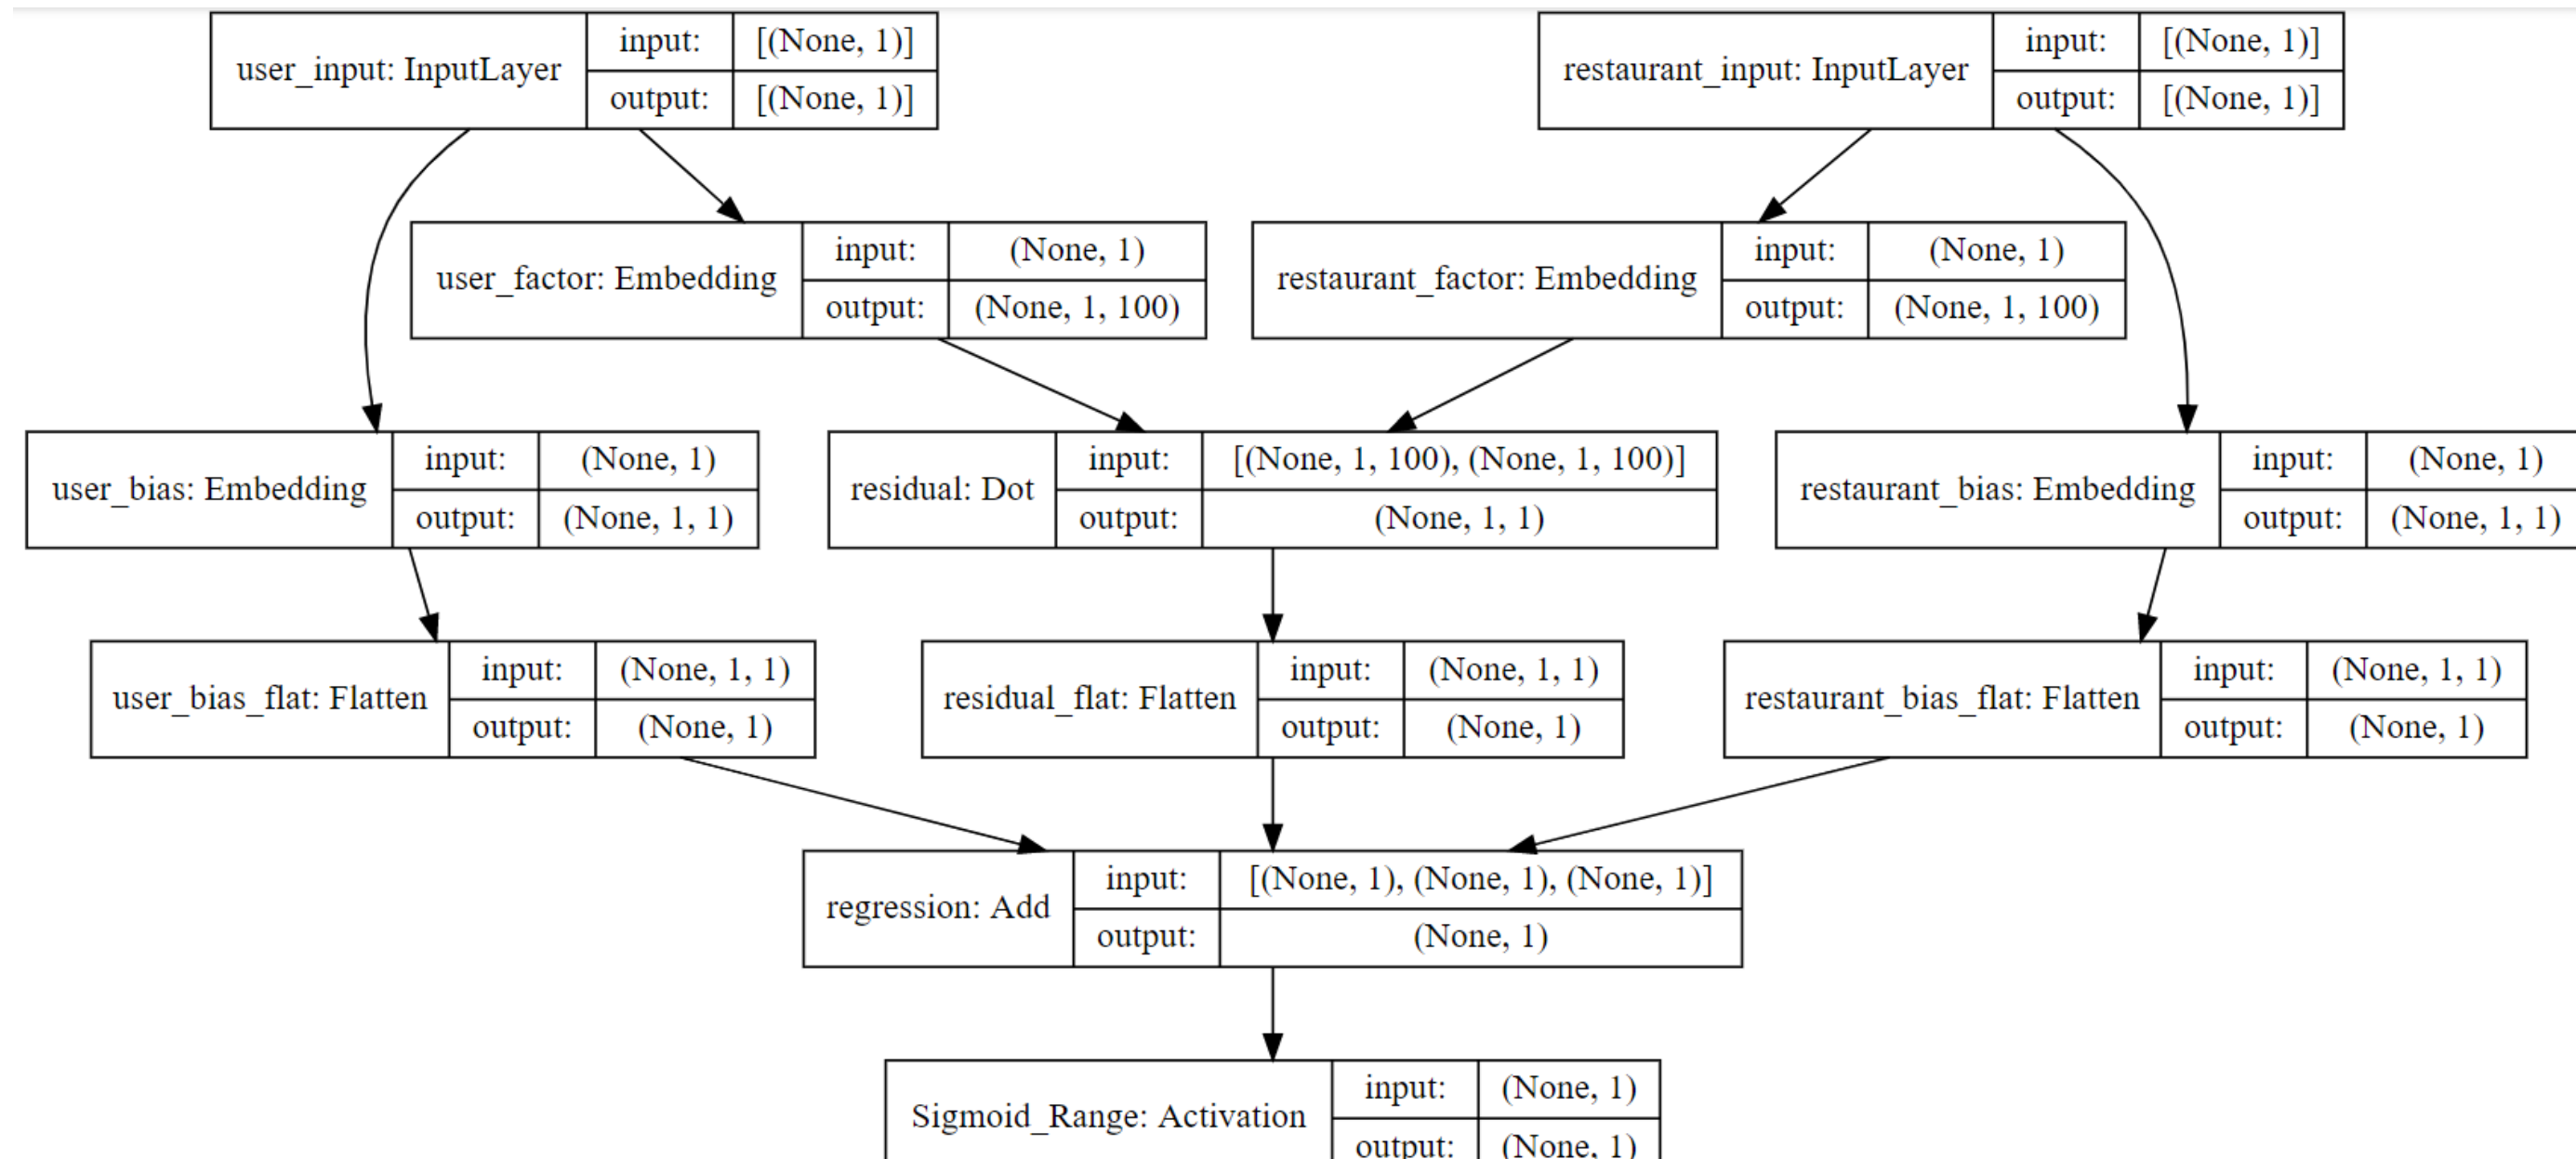 user_input: InputLayer
input: [(None, 1)]
output: [(None, 1)]
restaurant_input: InputLayer
input: [(None, 1)]
output: [(None, 1)]
user_factor: Embedding
input: (None, 1)
output: (None, 1, 100)
restaurant_factor: Embedding
input: (None, 1)
output: (None, 1, 100)
user_bias: Embedding
input: (None, 1)
output: (None, 1, 1)
residual: Dot
input: [(None, 1, 100), (None, 1, 100)]
output: (None, 1, 1)
restaurant_bias: Embedding
input: (None, 1)
output: (None, 1, 1)
user_bias_flat: Flatten
input: (None, 1, 1)
output: (None, 1)
residual_flat: Flatten
input: (None, 1, 1)
output: (None, 1)
restaurant_bias_flat: Flatten
input: (None, 1, 1)
output: (None, 1)
regression: Add
input: [(None, 1), (None, 1), (None, 1)]
output: (None, 1)
Sigmoid_Range: Activation
input: (None, 1)
output: (None, 1)